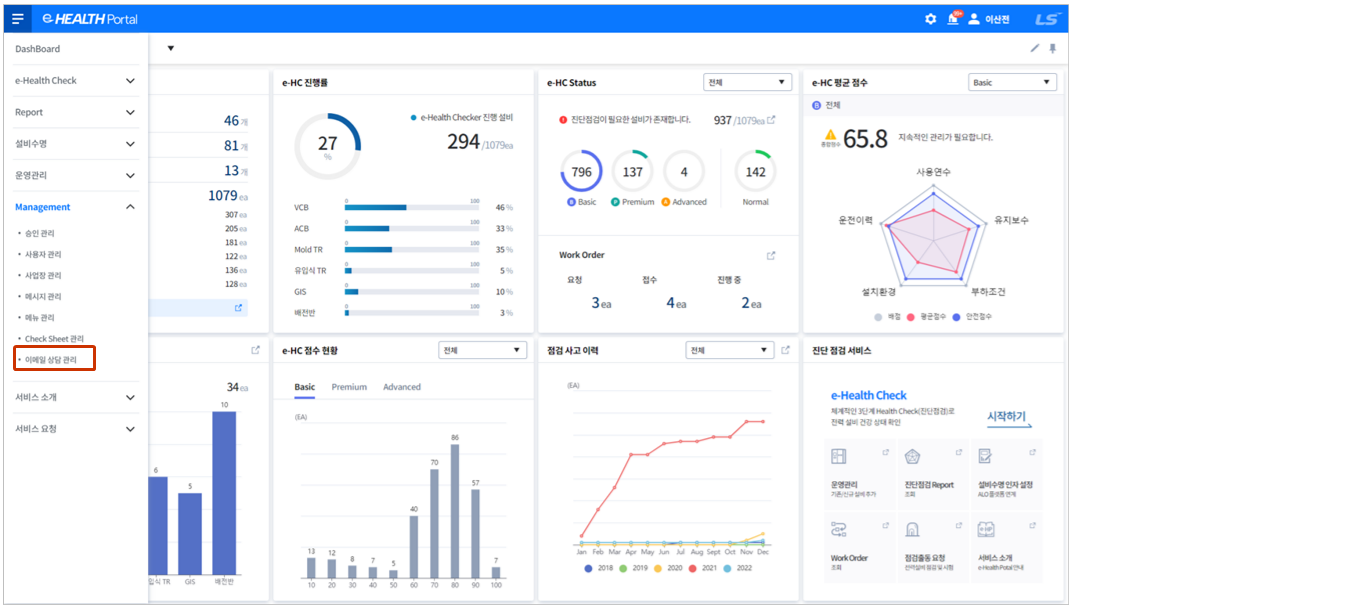 e-HEALTH Portal
99+
이산전
LS
DashBoard
e-Health Check
Report
설비수명
운영관리
Management
• 승인 관리
• 사용자 관리
• 사업장 관리
• 메시지 관리
• 메뉴 관리
• Check Sheet 관리
• 이메일 상담 관리
서비스 소개
서비스 요청
46 개
81 개
13 개
1079 ea
307 ea
205 ea
181 ea
122 ea
136 ea
128 ea
e-HC 진행률
27
%
e-Health Checker 진행 설비
294 /1079ea
VCB 0 100 46 %
ACB 0 100 33 %
Mold TR 0 100 35 %
유입식 TR 0 100 5 %
GIS 0 100 10 %
배전반 0 100 3 %
e-HC Status
전체
진단점검이 필요한 설비가 존재합니다.
937 /1079ea
796
137
4
142
B Basic
P Premium
A Advanced
Normal
Work Order
요청 접수 진행 중
3 ea 4 ea 2 ea
e-HC 평균 점수
Basic
B 전체
종합점수
65.8
지속적인 관리가 필요합니다.
사용연수
운전이력
유지보수
설치환경
부하조건
배점 평균점수 안전점수
34 ea
10
6
5
입식 TR GIS 배전반
e-HC 점수 현황
전체
Basic Premium Advanced
(EA)
13 12 8 7 5 40 70 86 57 7
10 20 30 40 50 60 70 80 90 100
점검 사고 이력
전체
(EA)
Jan Feb Mar Apr May Jun Jul Aug Sept Oct Nov Dec
2018 2019 2020 2021 2022
진단 점검 서비스
e-Health Check
체계적인 3단계 Health Check(진단점검)로
전력 설비 건강 상태 확인
시작하기
운영관리
기존/신규 설비 추가
진단점검 Report
조회
설비수명 인자 설정
ALO 플랫폼 연계
Work Order
조회
점검출동 요청
전력설비 점검 및 시험
서비스 소개
e-Health Potal 안내